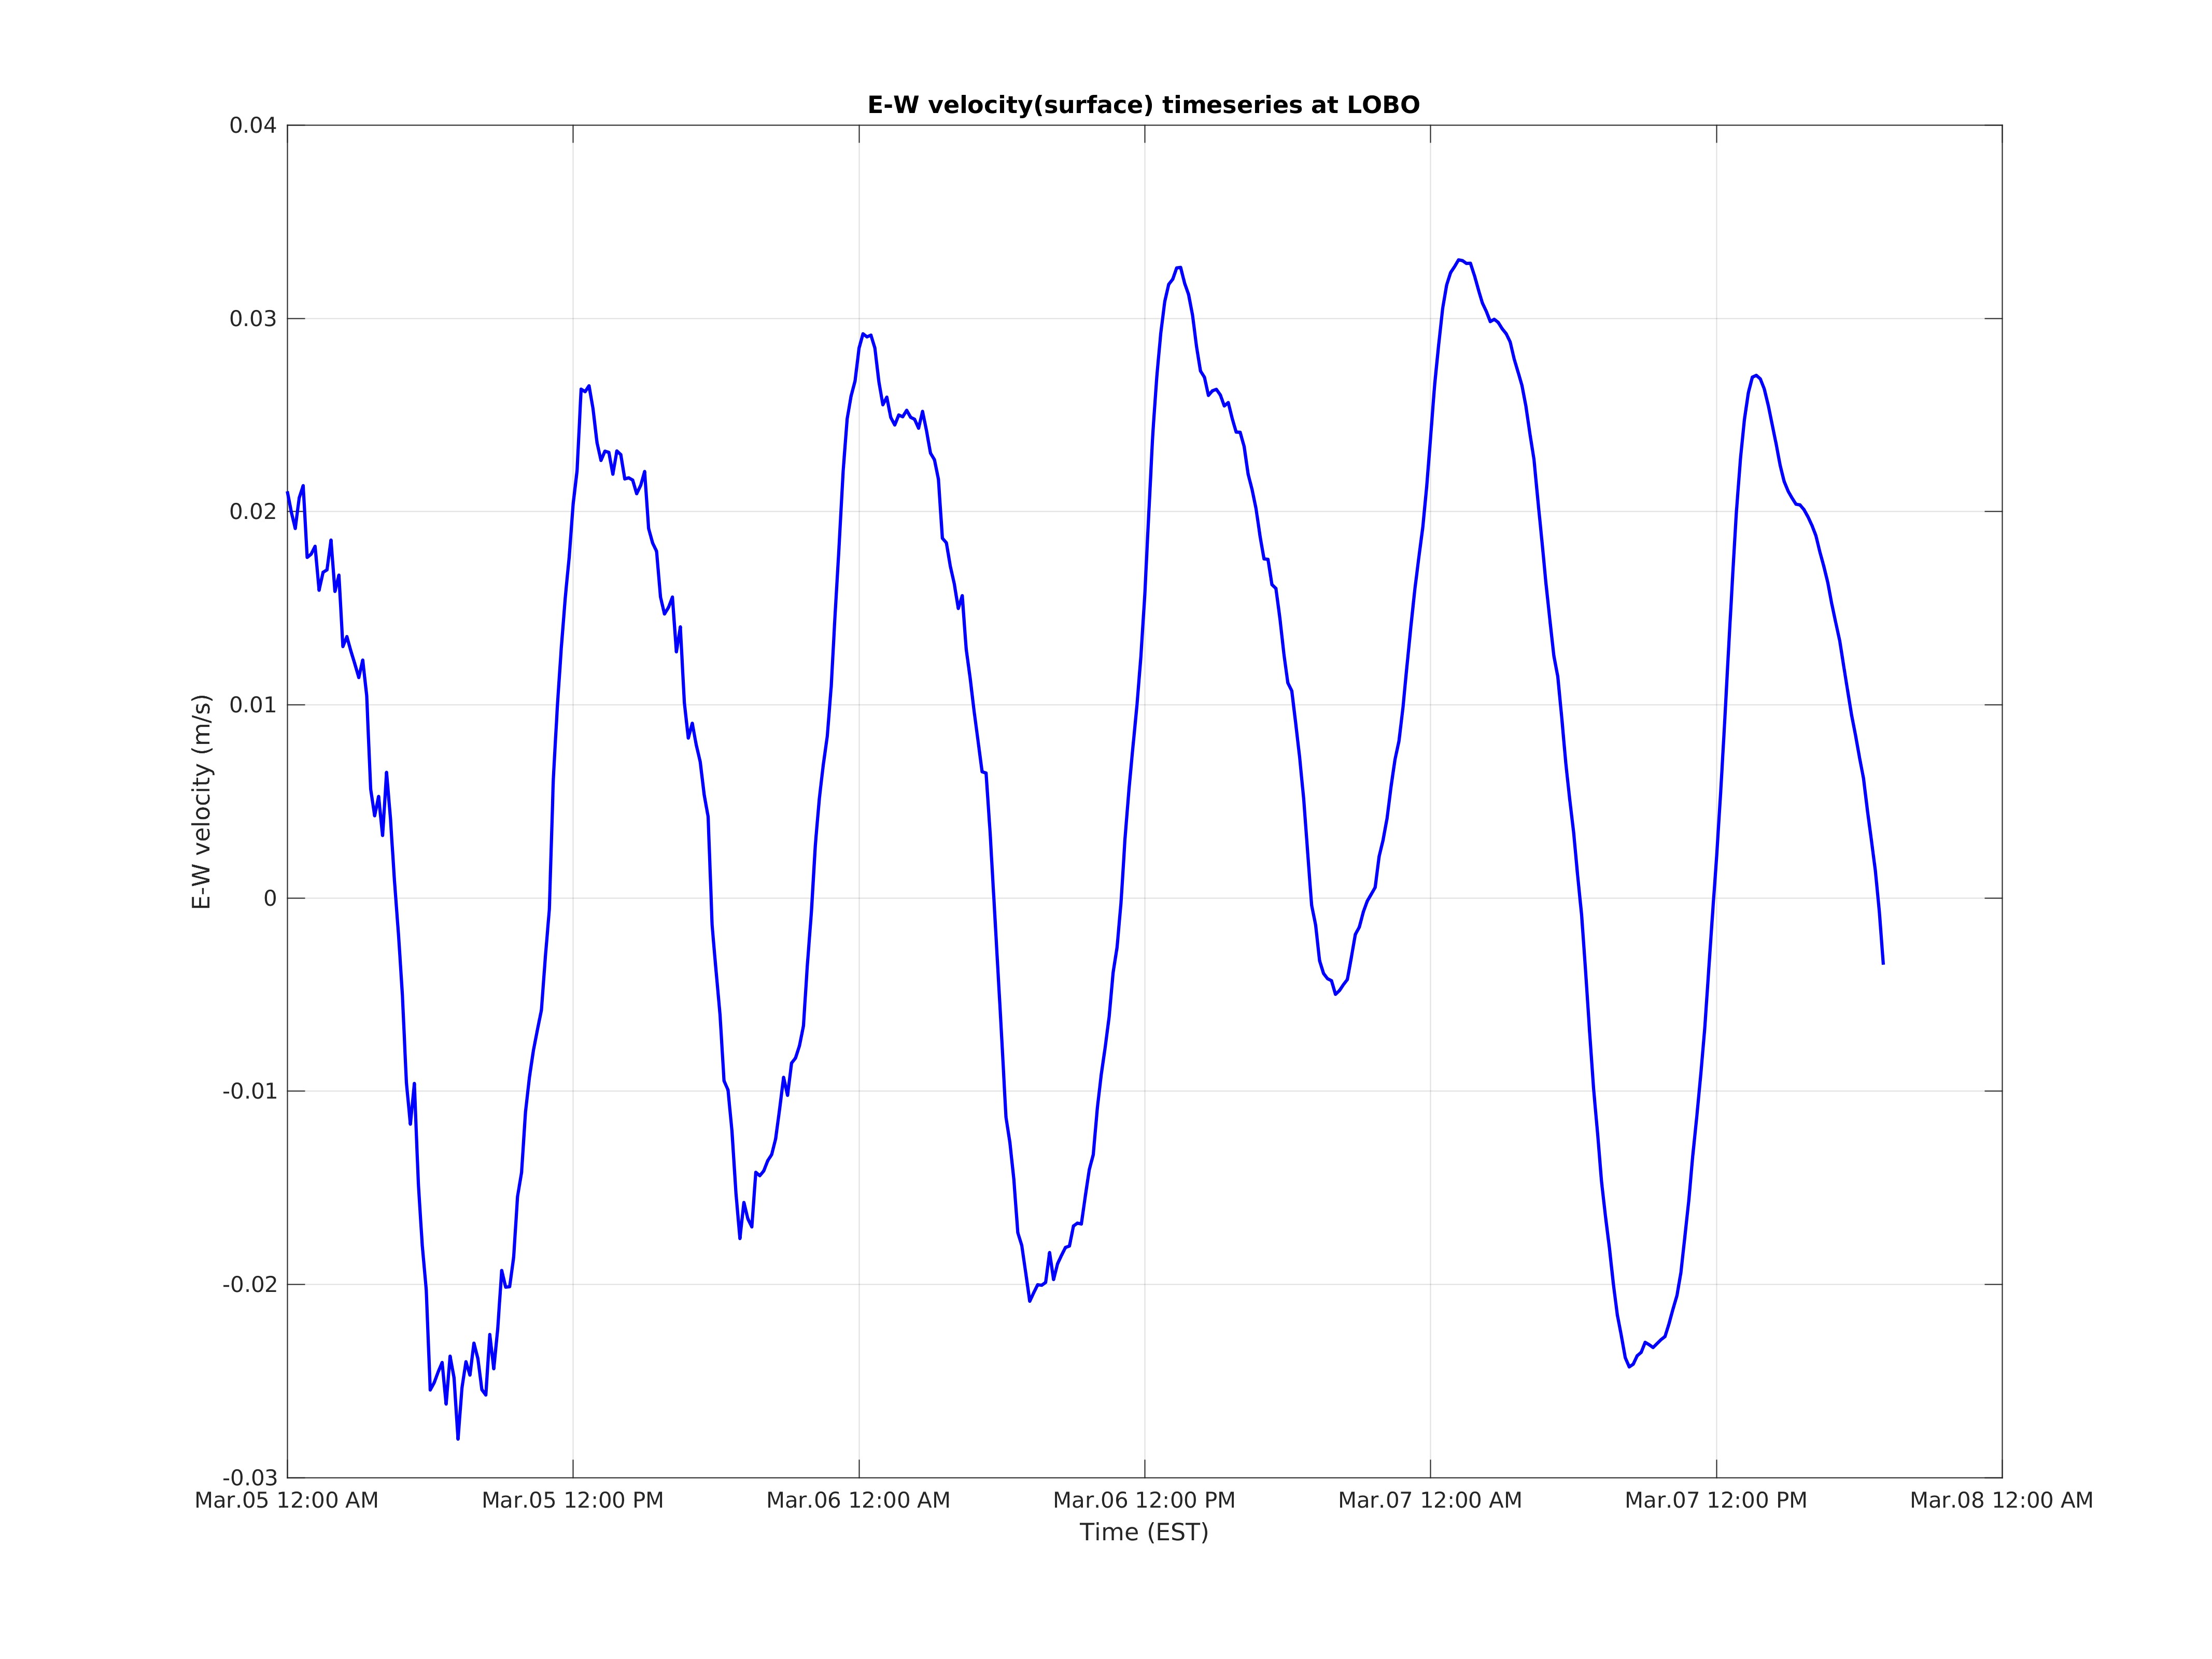 E-W velocity(surface) timeseries at LOBO
0.04
0.03
0.02
0.01
0
-0.01
-0.02
-0.03
E-W velocity (m/s)
Mar.05 12:00 AM Mar.05 12:00 PM Mar.06 12:00 AM Mar.06 12:00 PM Mar.07 12:00 AM Mar.07 12:00 PM Mar.08 12:00 AM
Time (EST)